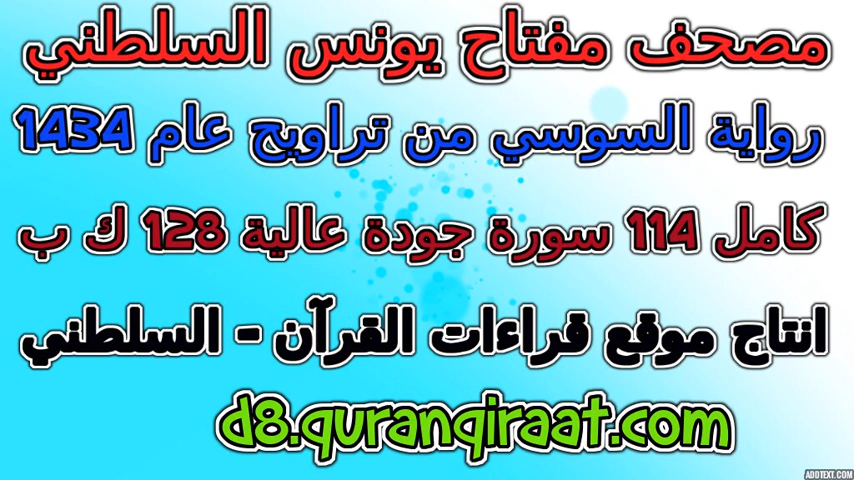 مصحف مفتاح يونس السلطني
رواية السوسي من تراويح عام 1434
كامل 114 سورة جودة عالية 128 ك ب
انتاج موقع قراءات القرآن - السلطني
d8.quranqiraat.com
ADDTEXT.COM